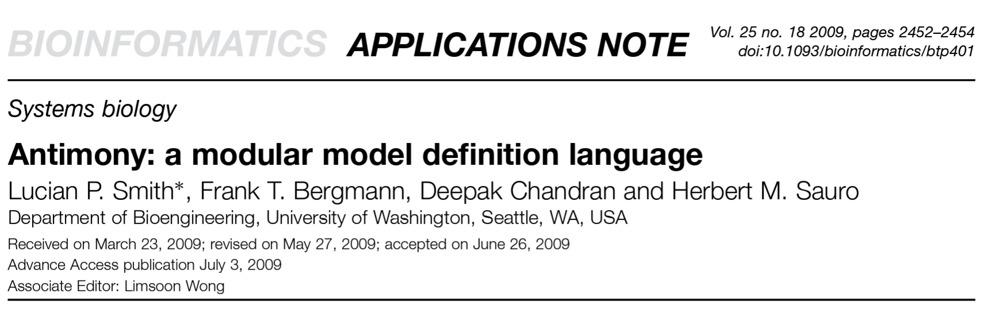 BIOINFORMATICS APPLICATIONS NOTE
Vol. 25 no. 18 2009, pages 2452–2454
doi:10.1093/bioinformatics/btp401
Systems biology
Antimony: a modular model definition language
Lucian P. Smith*, Frank T. Bergmann, Deepak Chandran and Herbert M. Sauro
Department of Bioengineering, University of Washington, Seattle, WA, USA
Received on March 23, 2009; revised on May 27, 2009; accepted on June 26, 2009
Advance Access publication July 3, 2009
Associate Editor: Limsoon Wong